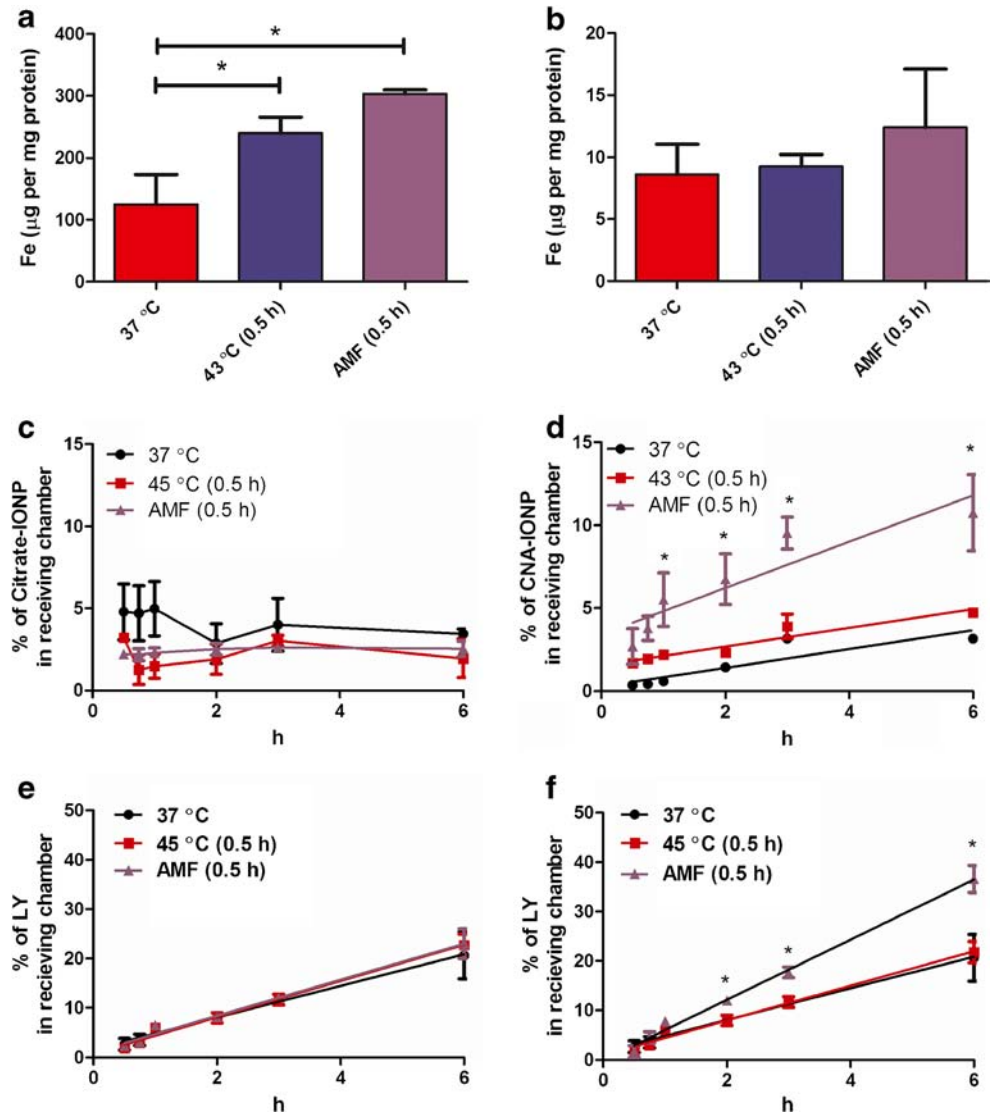 a
Fe (µg per mg protein)
400
300
200
100
0
*
*
37 °C
43 °C (0.5 h)
AMF (0.5 h)
b
Fe (µg per mg protein)
20
15
10
5
0
37 °C
43 °C (0.5 h)
AMF (0.5 h)
c
% of Citrate-IONP
in receiving chamber
15
10
5
0
37 °C
45 °C (0.5 h)
AMF (0.5 h)
0 2 4 6
h
d
% of CNA-IONP
in receiving chamber
15
10
5
0
37 °C
43 °C (0.5 h)
AMF (0.5 h)
* * * *
0 2 4 6
h
e
% of LY
in recieving chamber
50
40
30
20
10
0
37 °C
45 °C (0.5 h)
AMF (0.5 h)
0 2 4 6
h
f
% of LY
in recieving chamber
50
40
30
20
10
0
37 °C
45 °C (0.5 h)
AMF (0.5 h)
* * *
0 2 4 6
h